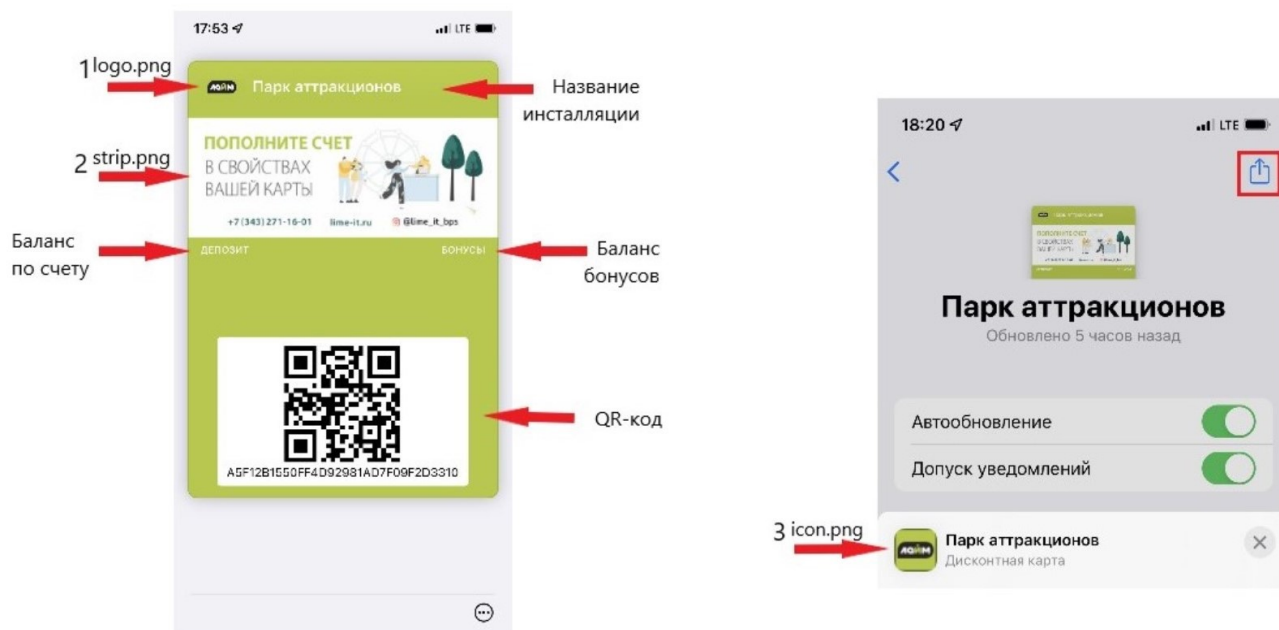 17:53
LTE
1 logo.png
ЛАЙМ
Парк аттракционов
Название
инсталляции
2 strip.png
ПОПОЛНИТЕ СЧЕТ
В СВОЙСТВАХ
ВАШЕЙ КАРТЫ
+7 (343) 271-16-01 lime-it.ru @lime_it_bps
Баланс
по счету
ДЕПОЗИТ
БОНУСЫ
Баланс
бонусов
QR-код
A5F12B1550FF4D92981AD7F09F2D3310
18:20
LTE
Парк аттракционов
Обновлено 5 часов назад
Автообновление
Допуск уведомлений
3 icon.png
ЛАЙМ
Парк аттракционов
Дисконтная карта